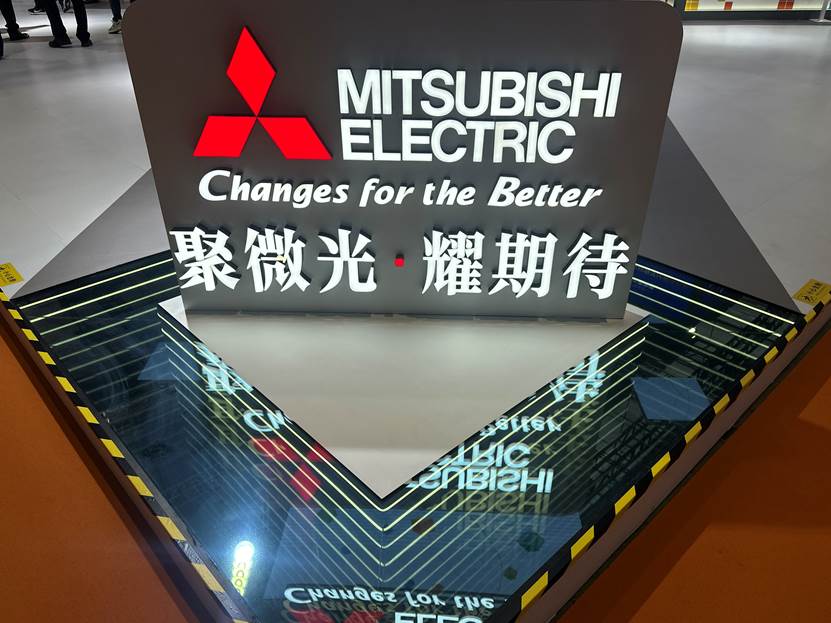 MITSUBISHI
ELECTRIC
Changes for the Better
聚微光·耀期待